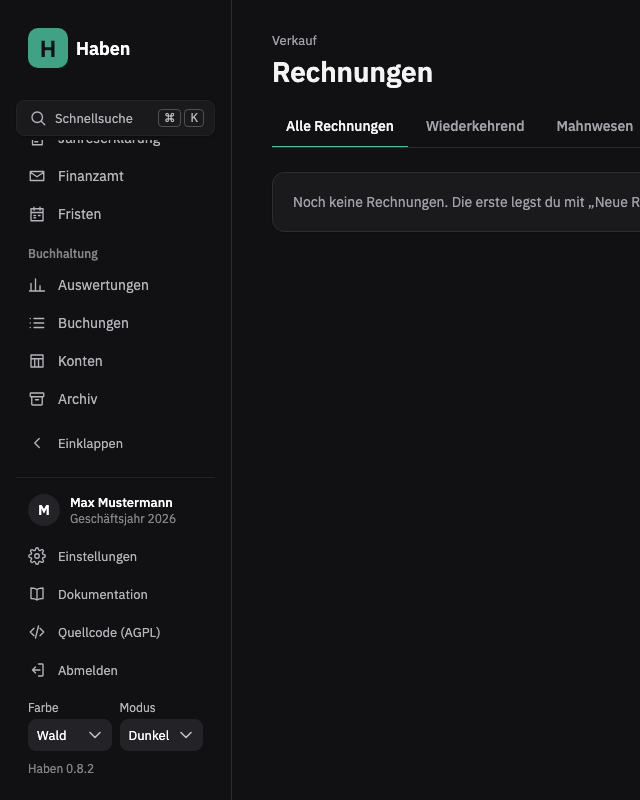 H Haben
Schnellsuche ⌘ K
Jahreserklärung
Finanzamt
Fristen
Buchhaltung
Auswertungen
Buchungen
Konten
Archiv
Einklappen
M Max Mustermann
Geschäftsjahr 2026
Einstellungen
Dokumentation
Quellcode (AGPL)
Abmelden
Farbe Modus
Wald Dunkel
Haben 0.8.2
Verkauf
Rechnungen
Alle Rechnungen Wiederkehrend Mahnwesen
Noch keine Rechnungen. Die erste legst du mit „Neue R